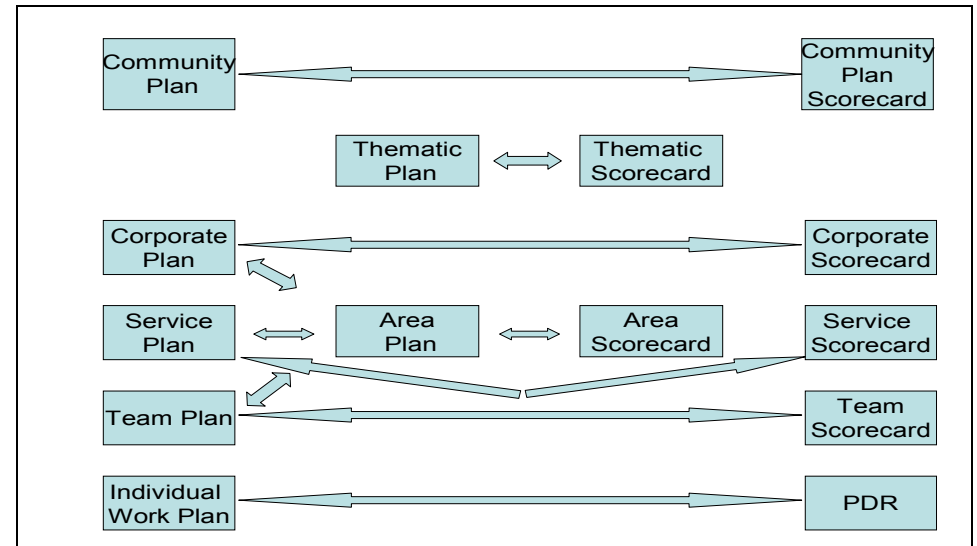 Community
Plan
Community
Plan
Scorecard
Thematic
Plan
Thematic
Scorecard
Corporate
Plan
Corporate
Scorecard
Service
Plan
Area
Plan
Area
Scorecard
Service
Scorecard
Team Plan
Team
Scorecard
Individual
Work Plan
PDR